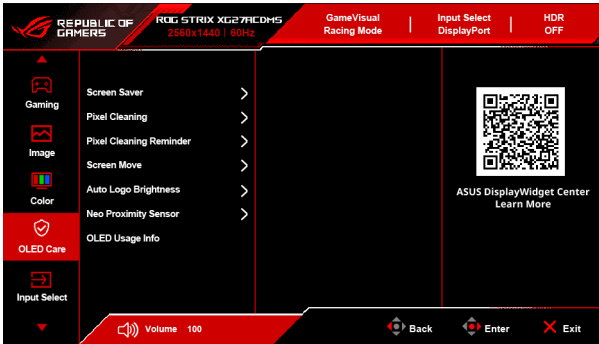 REPUBLIC OF
GAMERS
ROG STRIX XG27ACDMS
2560x1440 | 60Hz
GameVisual
Racing Mode
Input Select
DisplayPort
HDR
OFF
Gaming
Image
Color
OLED Care
Input Select
Screen Saver
Pixel Cleaning
Pixel Cleaning Reminder
Screen Move
Auto Logo Brightness
Neo Proximity Sensor
OLED Usage Info
ASUS DisplayWidget Center
Learn More
Volume 100
Back
Enter
Exit